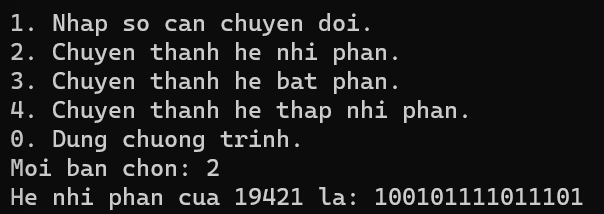 1. Nhap so can chuyen doi.
2. Chuyen thanh he nhi phan.
3. Chuyen thanh he bat phan.
4. Chuyen thanh he thap nhi phan.
0. Dung chuong trinh.
Moi ban chon: 2
He nhi phan cua 19421 la: 100101111011101